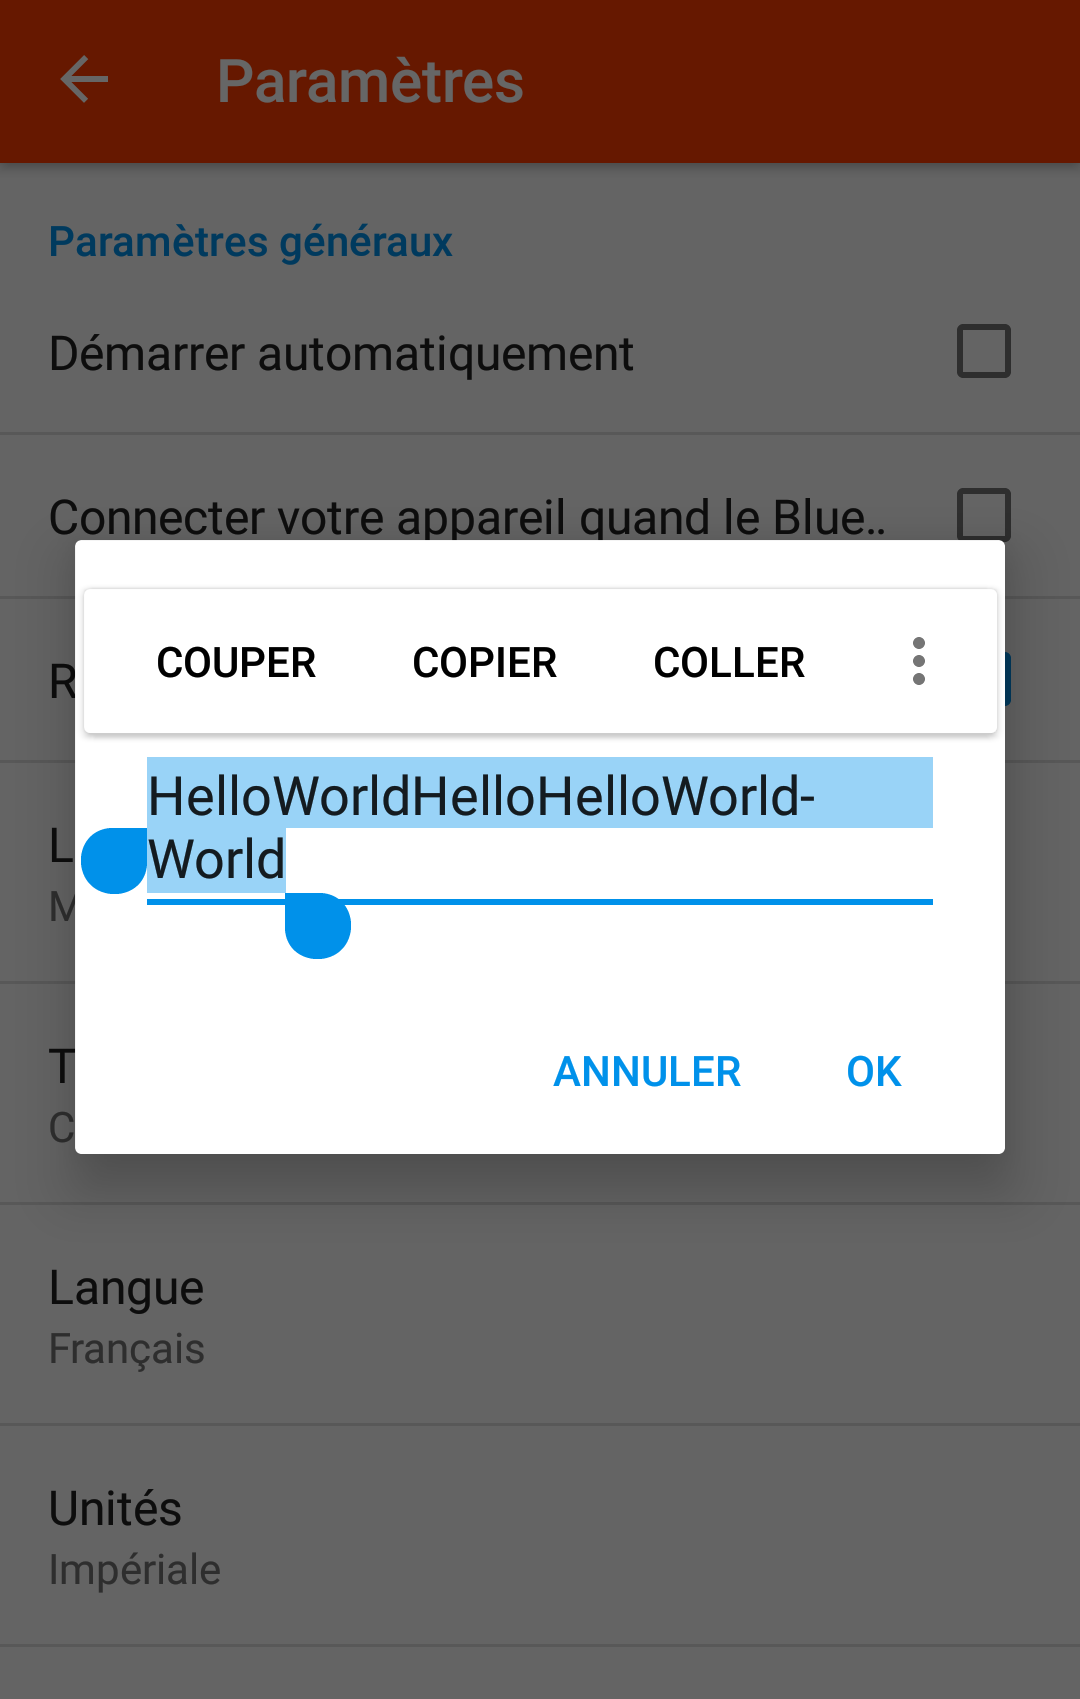 Paramètres
Paramètres généraux
Démarrer automatiquement
Connecter votre appareil quand le Blue..
R
COUPER COPIER COLLER
HelloWorldHelloHelloWorld-
World
L
M
T
C
ANNULER OK
Langue
Français
Unités
Impériale